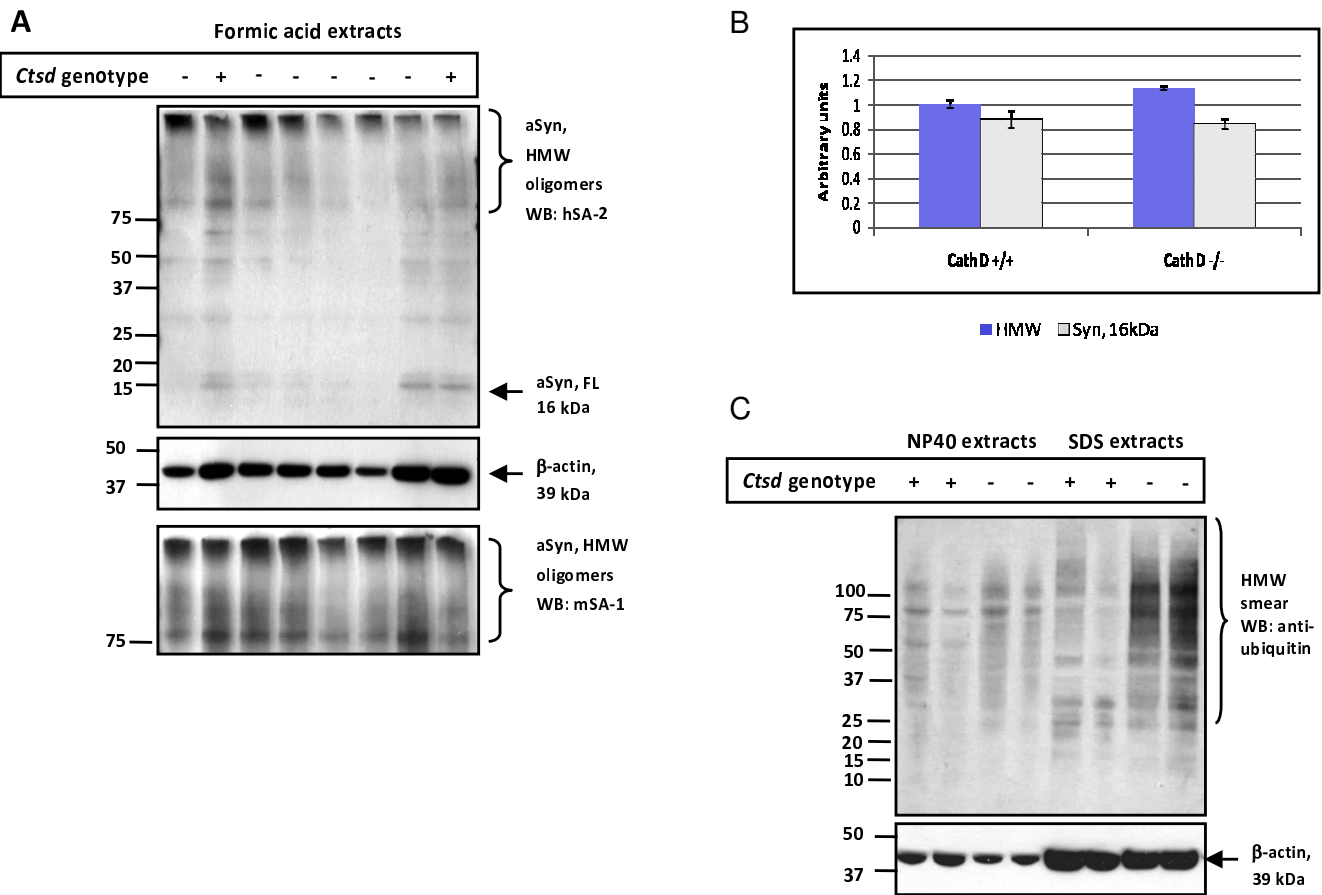 A
Formic acid extracts
Ctsd genotype - + - - - - - +
aSyn,
HMW
oligomers
WB: hSA-2
75
50
37
25
20
15
aSyn, FL
16 kDa
50
37
β-actin,
39 kDa
aSyn, HMW
oligomers
WB: mSA-1
75
B
Arbitrary units
1.4
1.2
1
0.8
0.6
0.4
0.2
0
Cath D +/+
Cath D -/-
HMW
Syn, 16kDa
C
NP40 extracts SDS extracts
Ctsd genotype + + - - + + - -
100
75
50
37
25
20
15
10
HMW
smear
WB: anti-
ubiquitin
50
37
β-actin,
39 kDa